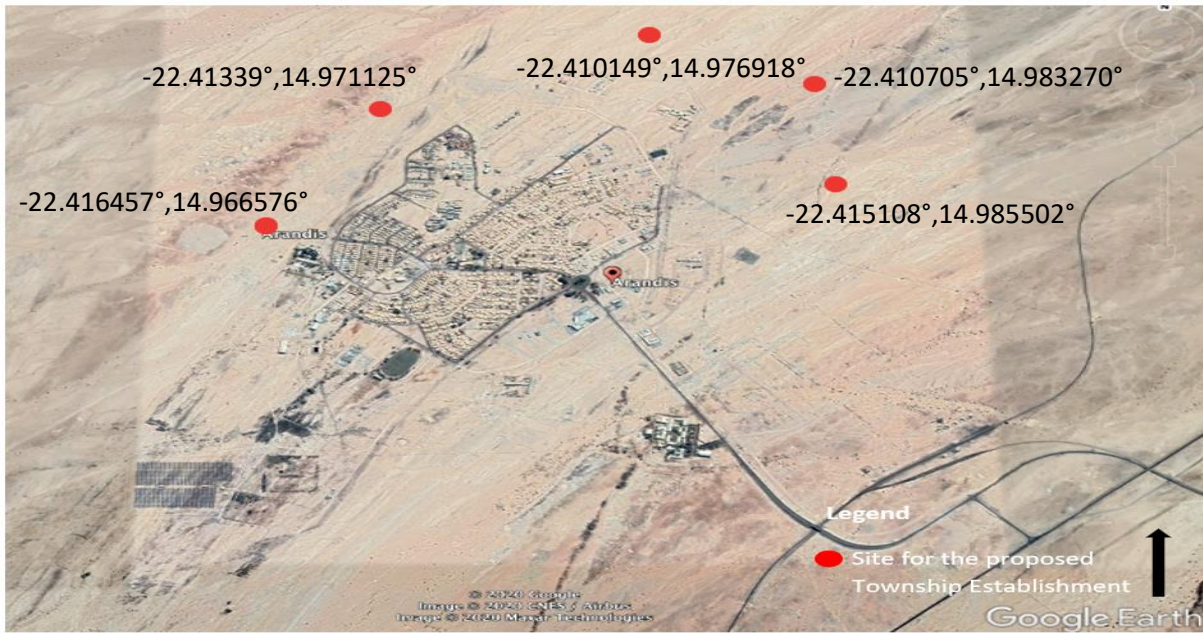 -22.41339°,14.971125°
-22.410149°,14.976918°
-22.410705°,14.983270°
-22.416457°,14.966576°
-22.415108°,14.985502°
Arandis
Arandis
Legend
Site for the proposed
Township Establishment
© 2020 Google
Image © 2020 CNES / Airbus
Image © 2020 Maxar Technologies
Google Earth